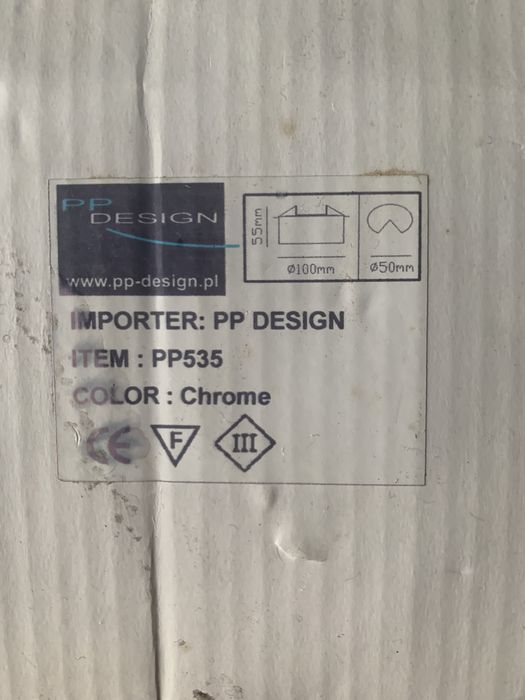 PP
DESIGN
www.pp-design.pl
55mm
Ø100mm
Ø50mm
IMPORTER: PP DESIGN
ITEM : PP535
COLOR : Chrome
CE F III